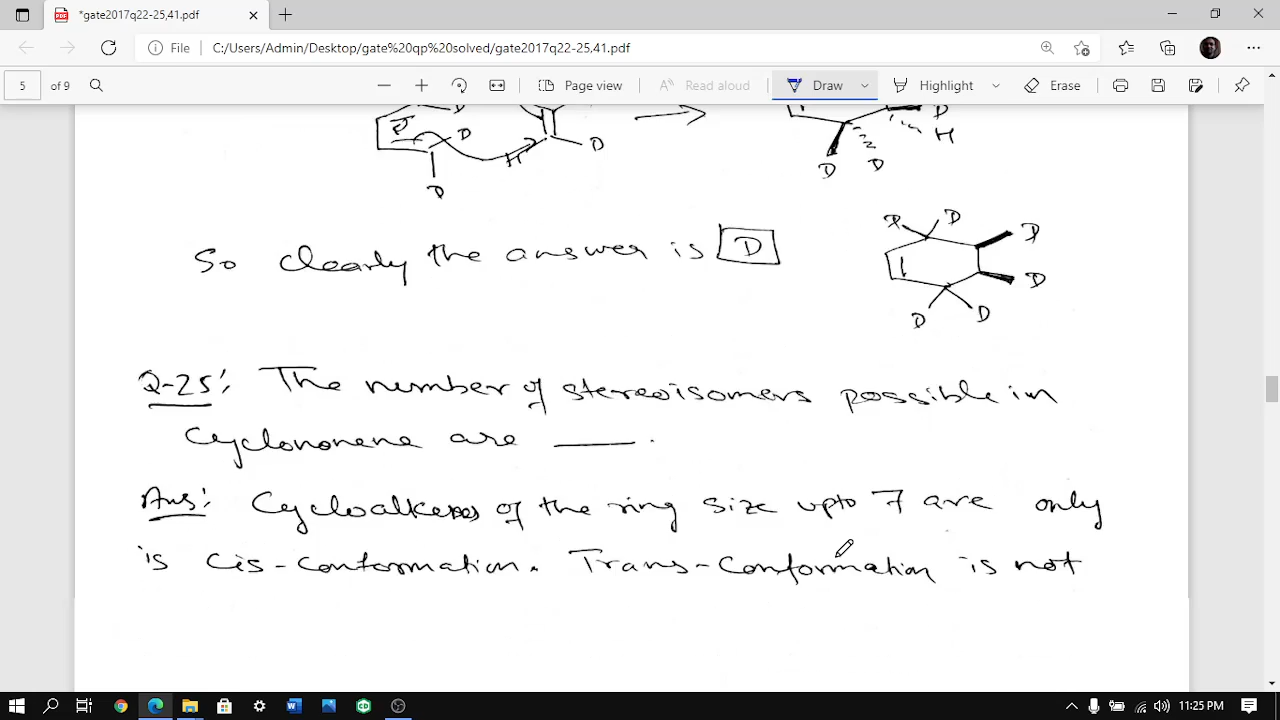 *gate2017q22-25,41.pdf
File C:/Users/Admin/Desktop/gate%20qp%20solved/gate2017q22-25,41.pdf
5 of 9 Page view Read aloud Draw Highlight Erase
D D
D D H
H D
D D D
So clearly the answer is D
D D D
D
D D
Q-25: The number of stereoisomers possible in
Cyclononene are ____.
Ans: Cycloalkenes of the ring size upto 7 are only
is cis-conformation. Trans-conformation is not
11:25 PM